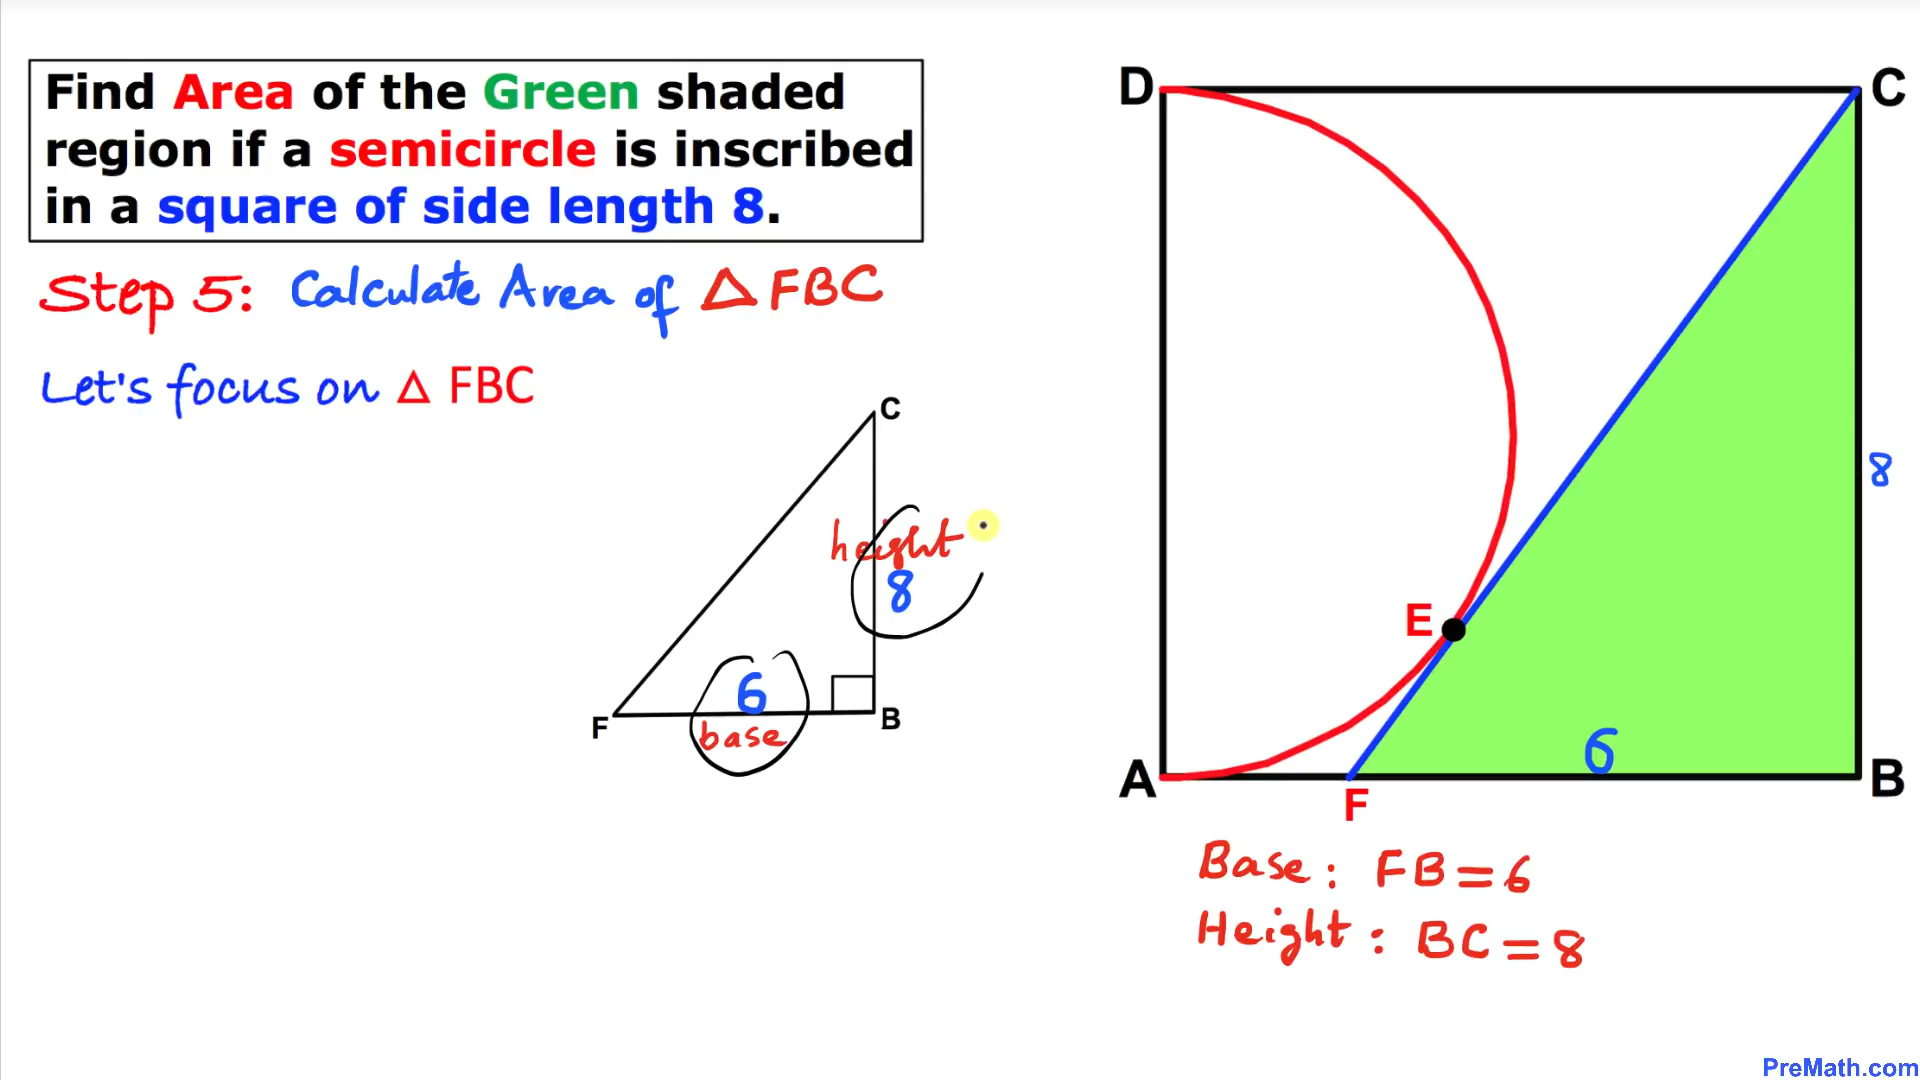 Find Area of the Green shaded
region if a semicircle is inscribed
in a square of side length 8.
Step 5: Calculate Area of △ FBC
Let's focus on △ FBC
C
height
8
6
F
B
base
D
C
8
E
6
A
B
F
Base: FB = 6
Height: BC = 8
PreMath.com